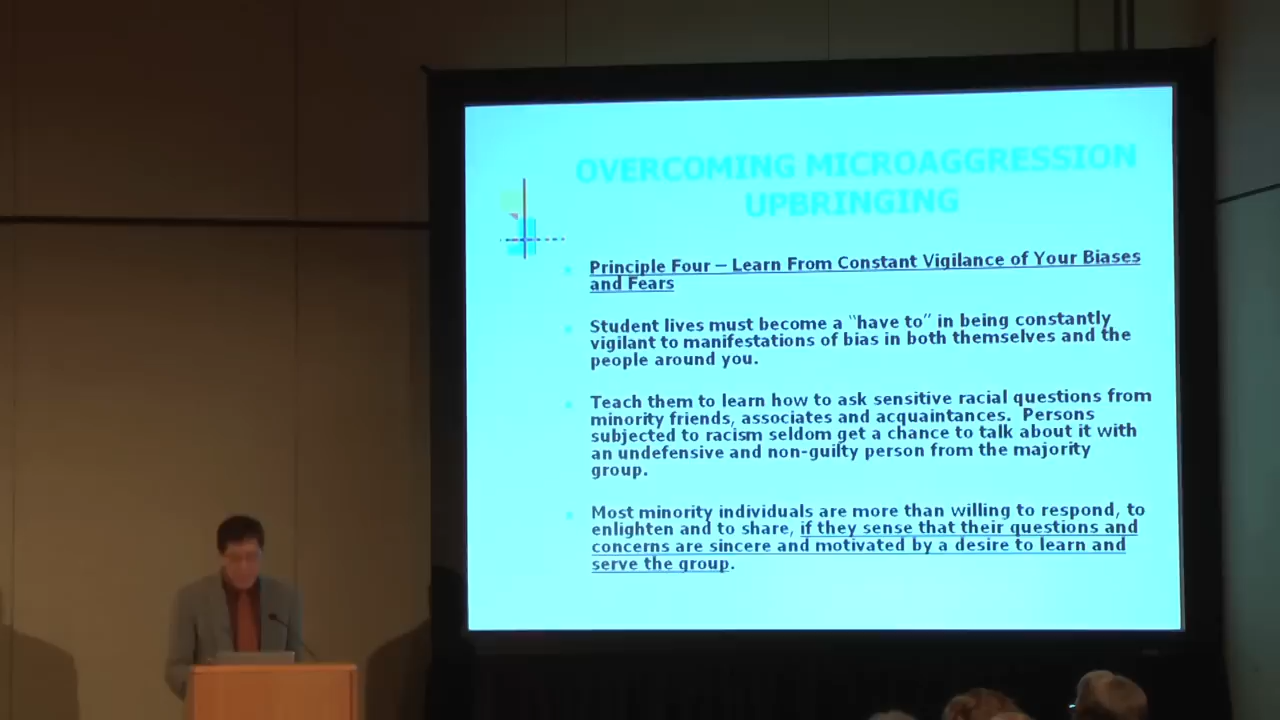 OVERCOMING MICROAGGRESSION
UPBRINGING
Principle Four – Learn From Constant Vigilance of Your Biases
and Fears
Student lives must become a “have to” in being constantly
vigilant to manifestations of bias in both themselves and the
people around you.
Teach them to learn how to ask sensitive racial questions from
minority friends, associates and acquaintances. Persons
subjected to racism seldom get a chance to talk about it with
an undefensive and non-guilty person from the majority
group.
Most minority individuals are more than willing to respond, to
enlighten and to share, if they sense that their questions and
concerns are sincere and motivated by a desire to learn and
serve the group.